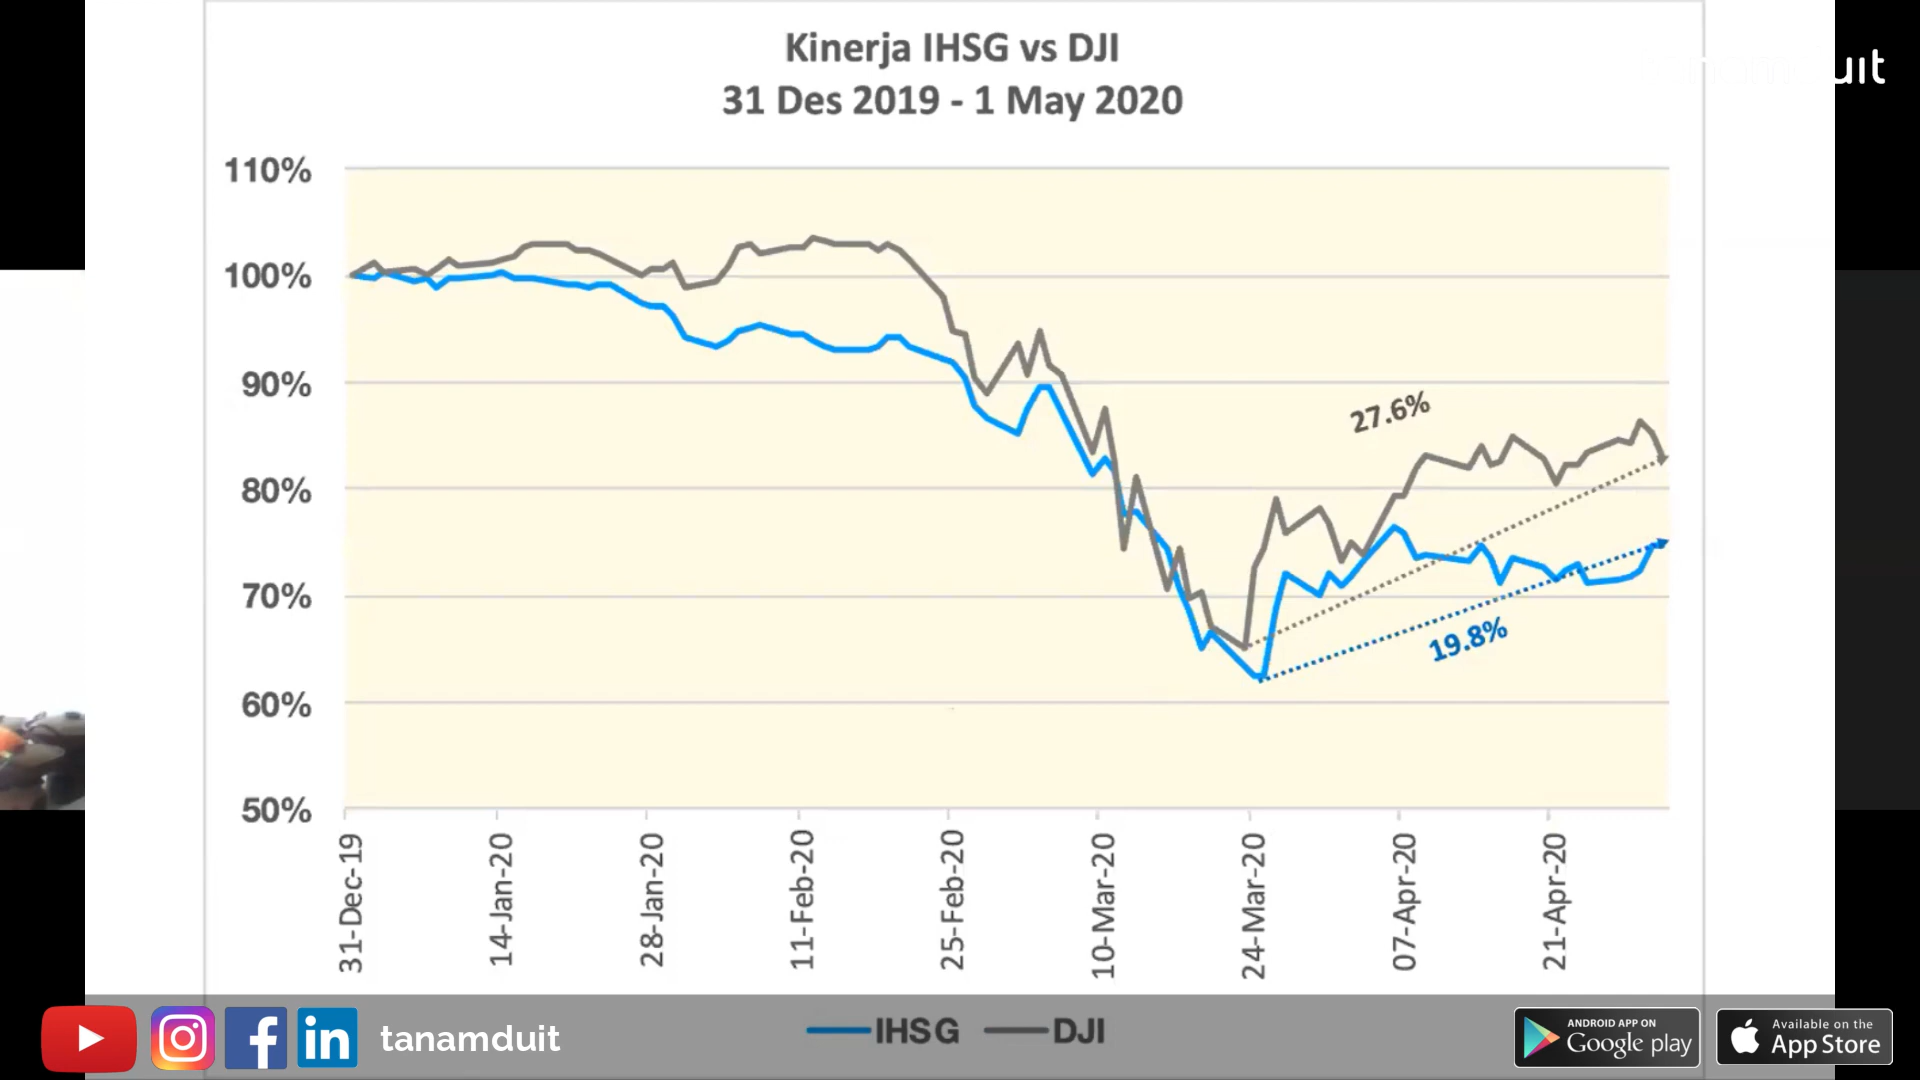 Kinerja IHSG vs DJI
31 Des 2019 - 1 May 2020
uit
110%
100%
90%
80%
70%
60%
50%
27.6%
19.8%
31-Dec-19
14-Jan-20
28-Jan-20
11-Feb-20
25-Feb-20
10-Mar-20
24-Mar-20
07-Apr-20
21-Apr-20
IHSG
DJI
in
tanamduit
ANDROID APP ON
Google play
Available on the
App Store